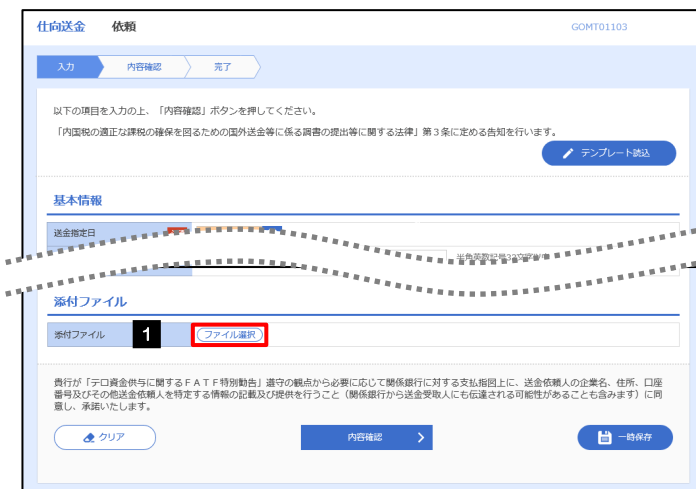 仕向送金 依頼
GOMT01103
入力 内容確認 完了
以下の項目を入力の上、「内容確認」ボタンを押してください。
「内国税の適正な課税の確保を図るための国外送金等に係る調書の提出等に関する法律」第3条に定める告知を行います。
テンプレート読込
基本情報
送金指定日
添付ファイル
添付ファイル 1 ファイル選択
貴行が「テロ資金供与に関するFATF特別勧告」遵守の観点から必要に応じて関係銀行に対する支払指図上に、送金依頼人の企業名、住所、口座
番号及びその他送金依頼人を特定する情報の記載及び提供を行うこと（関係銀行から送金受取人にも伝達される可能性があることも含みます）に同
意し、承諾いたします。
クリア 内容確認 一時保存